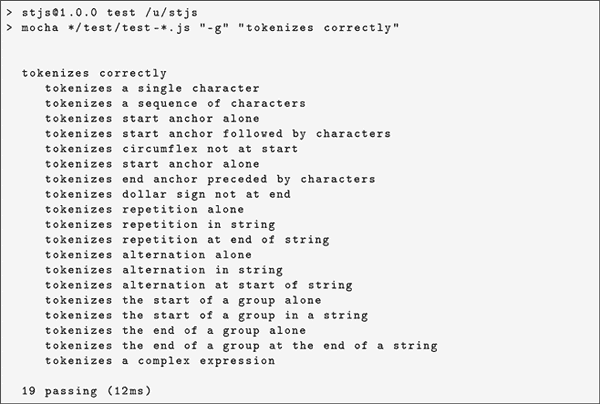 > stjs@1.0.0 test /u/stjs
> mocha */test/test-*.js "-g" "tokenizes correctly"
tokenizes correctly
tokenizes a single character
tokenizes a sequence of characters
tokenizes start anchor alone
tokenizes start anchor followed by characters
tokenizes circumflex not at start
tokenizes start anchor alone
tokenizes end anchor preceded by characters
tokenizes dollar sign not at end
tokenizes repetition alone
tokenizes repetition in string
tokenizes repetition at end of string
tokenizes alternation alone
tokenizes alternation in string
tokenizes alternation at start of string
tokenizes the start of a group alone
tokenizes the start of a group in a string
tokenizes the end of a group alone
tokenizes the end of a group at the end of a string
tokenizes a complex expression
19 passing (12ms)